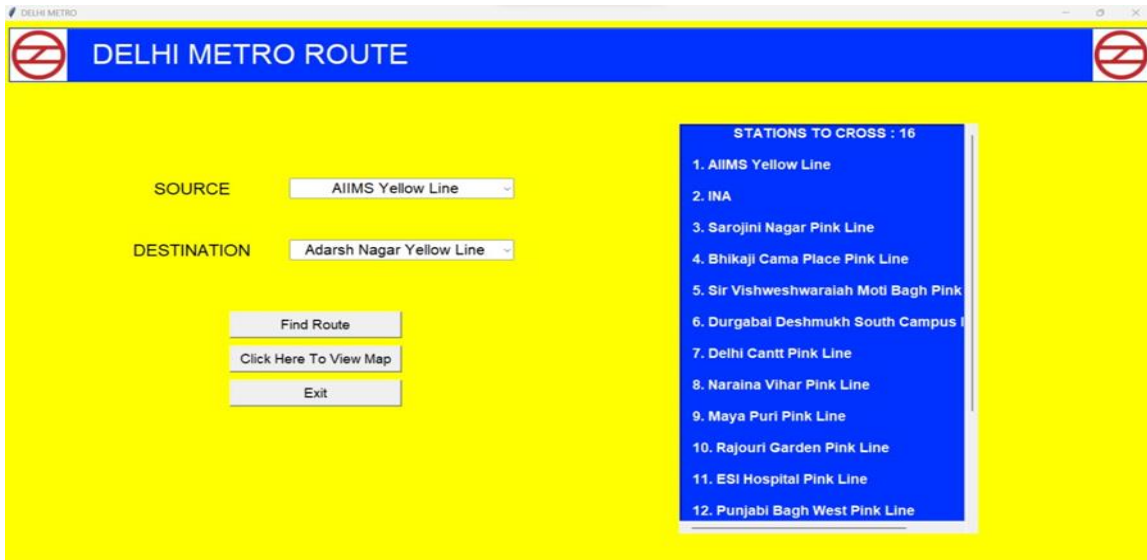 DELHI METRO
DELHI METRO ROUTE
SOURCE
AIIMS Yellow Line
DESTINATION
Adarsh Nagar Yellow Line
Find Route
Click Here To View Map
Exit
STATIONS TO CROSS : 16
1. AIIMS Yellow Line
2. INA
3. Sarojini Nagar Pink Line
4. Bhikaji Cama Place Pink Line
5. Sir Vishweshwaraiah Moti Bagh Pink
6. Durgabai Deshmukh South Campus
7. Delhi Cantt Pink Line
8. Naraina Vihar Pink Line
9. Maya Puri Pink Line
10. Rajouri Garden Pink Line
11. ESI Hospital Pink Line
12. Punjabi Bagh West Pink Line